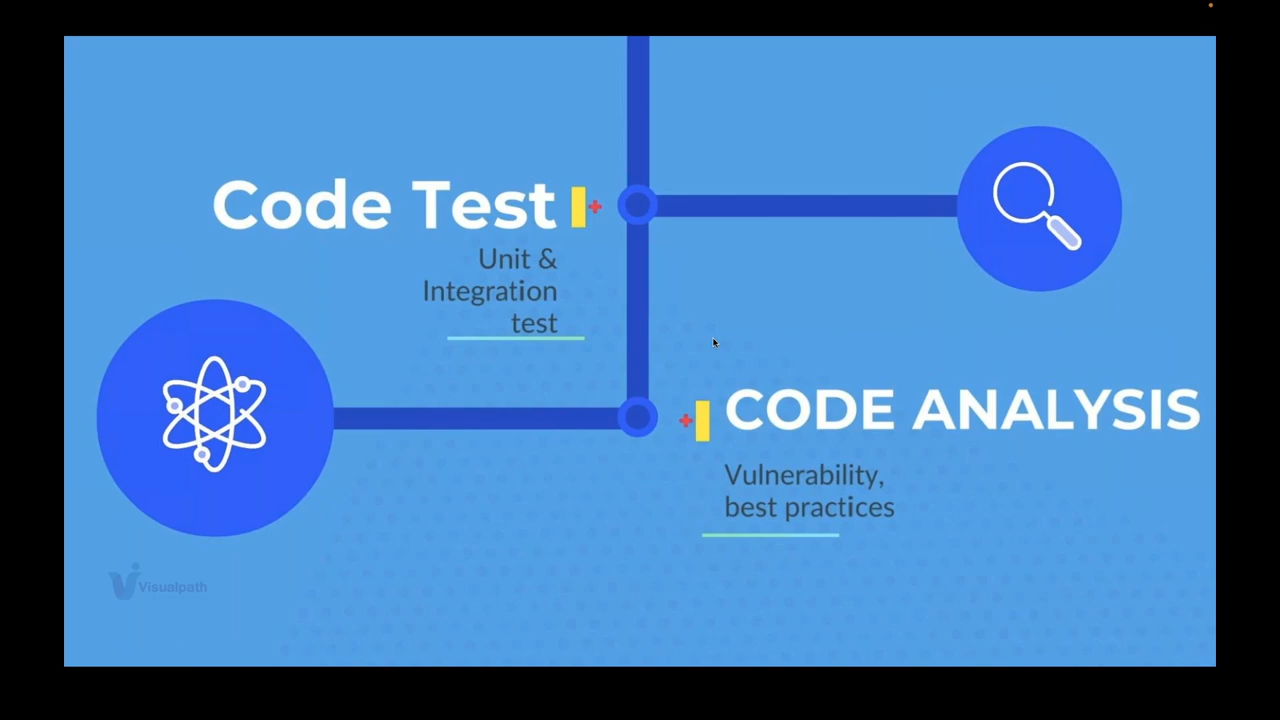 Code Test
Unit &
Integration
test
CODE ANALYSIS
Vulnerability,
best practices
Visualpath